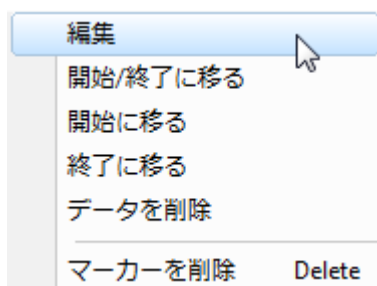 編集
開始/終了に移る
開始に移る
終了に移る
データを削除
マーカーを削除 Delete